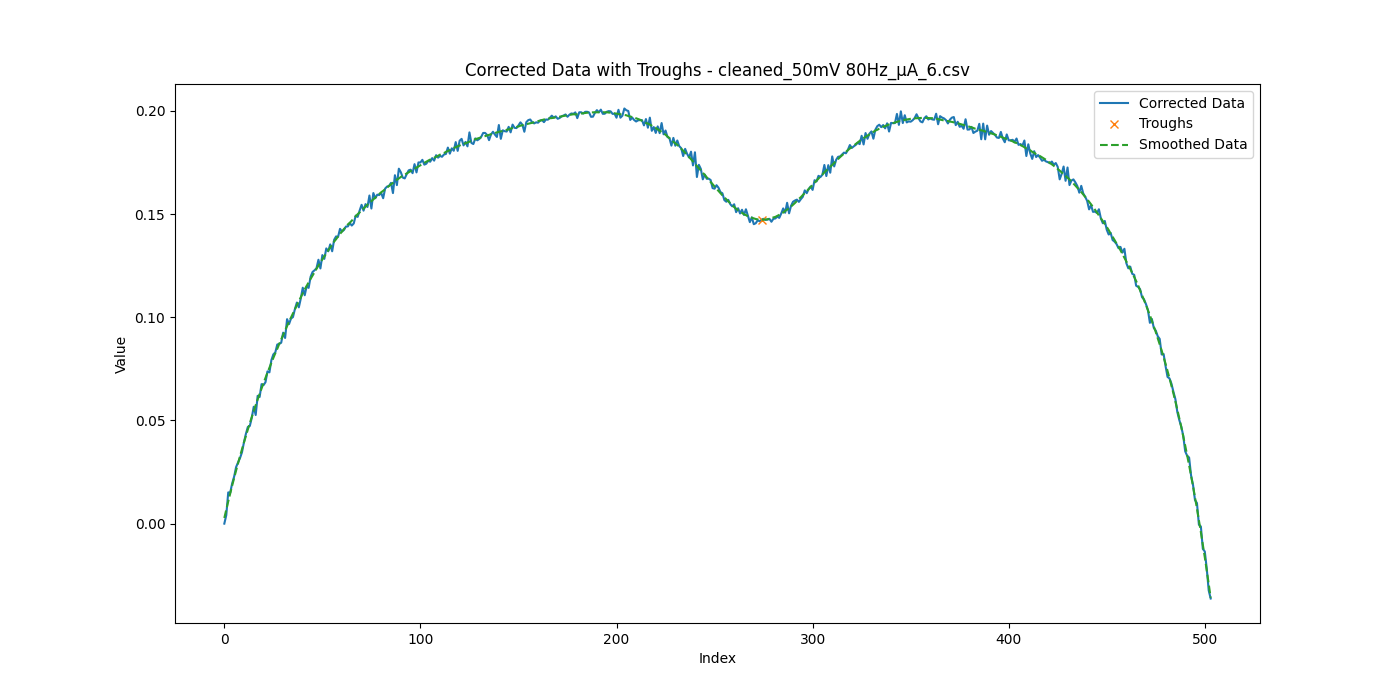 Corrected Data with Troughs - cleaned_50mV 80Hz_µA_6.csv
Corrected Data
Troughs
Smoothed Data
Value
0.20
0.15
0.10
0.05
0.00
0 100 200 300 400 500
Index